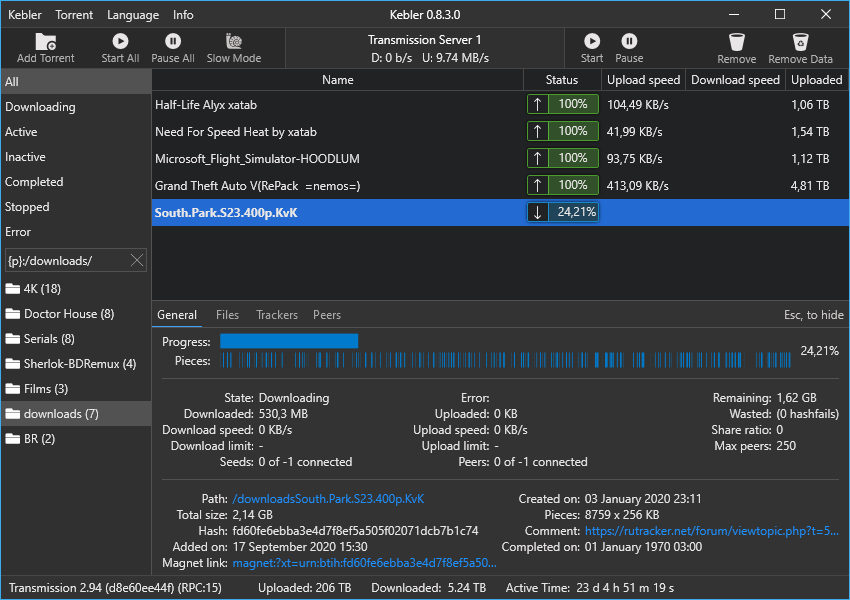 Kebler Torrent Language Info Kebler 0.8.3.0
Add Torrent Start All Pause All Slow Mode
Transmission Server 1
D: 0 b/s U: 9.74 MB/s
Start Pause Remove Remove Data
All
Downloading
Active
Inactive
Completed
Stopped
Error
{p}:/downloads/
4K (18)
Doctor House (8)
Serials (8)
Sherlok-BDRemux (4)
Films (3)
downloads (7)
BR (2)
Name Status Upload speed Download speed Uploaded
Half-Life Alyx xatab 100% 104,49 KB/s 1,06 TB
Need For Speed Heat by xatab 100% 41,99 KB/s 1,54 TB
Microsoft_Flight_Simulator-HOODLUM 100% 93,75 KB/s 1,12 TB
Grand Theft Auto V(RePack =nemos=) 100% 413,09 KB/s 4,81 TB
South.Park.S23.400p.KvK 24,21%
General Files Trackers Peers Esc, to hide
Progress:
Pieces:
24,21%
State: Downloading Error: Remaining: 1,62 GB
Downloaded: 530,3 MB Uploaded: 0 KB Wasted: (0 hashfails)
Download speed: 0 KB/s Upload speed: 0 KB/s Share ratio: 0
Download limit: - Upload limit: - Max peers: 250
Seeds: 0 of -1 connected Peers: 0 of -1 connected
Path: /downloadsSouth.Park.S23.400p.KvK Created on: 03 January 2020 23:11
Total size: 2,14 GB Pieces: 8759 x 256 KB
Hash: fd60fe6ebba3e4d7f8ef5a505f02071dcb7b1c74 Comment: https://rutracker.net/forum/viewtopic.php?t=5...
Added on: 17 September 2020 15:30 Completed on: 01 January 1970 03:00
Magnet link: magnet:?xt=urn:btih:fd60fe6ebba3e4d7f8ef5a50...
Transmission 2.94 (d8e60ee44f) (RPC:15) Uploaded: 206 TB Downloaded: 5.24 TB Active Time: 23 d 4 h 51 m 19 s